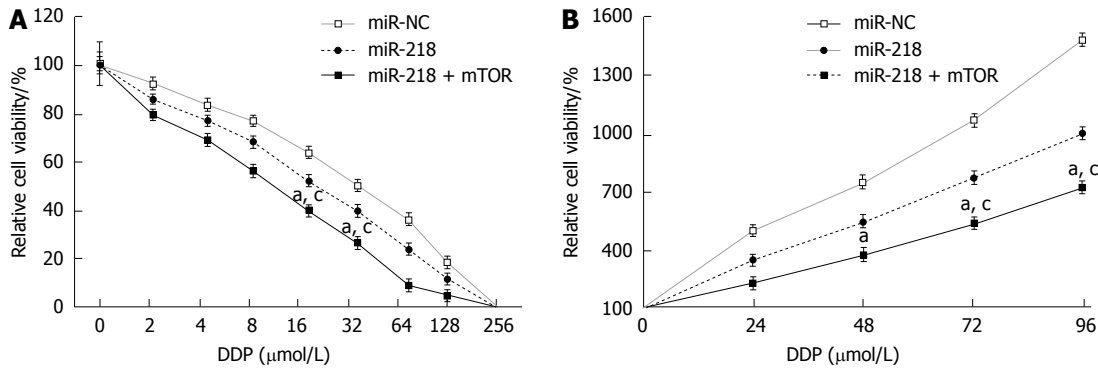 A
120
100
80
60
40
20
0
Relative cell viability/%
miR-NC
miR-218
miR-218 + mTOR
a, c
a, c
0 2 4 8 16 32 64 128 256
DDP (μmol/L)
B
1600
1300
1000
700
400
100
Relative cell viability/%
miR-NC
miR-218
miR-218 + mTOR
a
a, c
a, c
0 24 48 72 96
DDP (μmol/L)